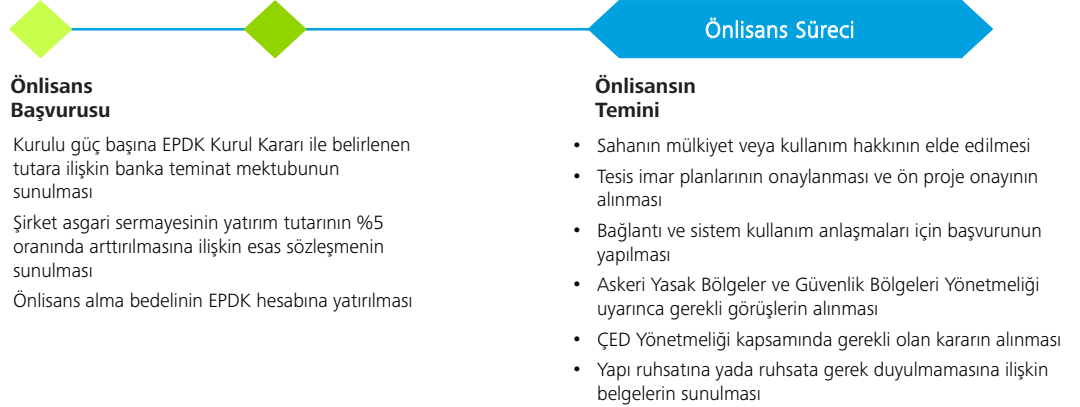 Önlisans Süreci
Önlisans
Başvurusu
Kurulu güç başına EPDK Kurul Kararı ile belirlenen
tutara ilişkin banka teminat mektubunun
sunulması
Şirket asgari sermayesinin yatırım tutarının %5
oranında arttırılmasına ilişkin esas sözleşmenin
sunulması
Önlisans alma bedelinin EPDK hesabına yatırılması
Önlisansın
Temini
• Sahanın mülkiyet veya kullanım hakkının elde edilmesi
• Tesis imar planlarının onaylanması ve ön proje onayının
alınması
• Bağlantı ve sistem kullanım anlaşmaları için başvurunun
yapılması
• Askeri Yasak Bölgeler ve Güvenlik Bölgeleri Yönetmeliği
uyarınca gerekli görüşlerin alınması
• ÇED Yönetmeliği kapsamında gerekli olan kararın alınması
• Yapı ruhsatına yada ruhsata gerek duyulmamasına ilişkin
belgelerin sunulması